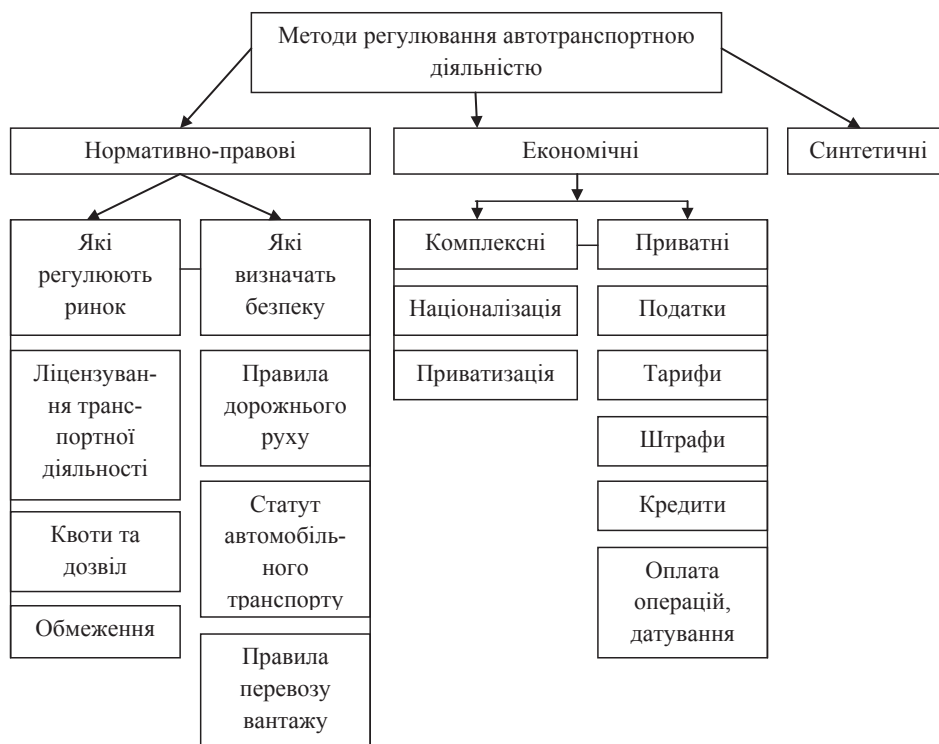 Методи регулювання автотранспортною
діяльністю
Нормативно-правові
Економічні
Синтетичні
Які
регулюють
ринок
Які
визначать
безпеку
Комплексні
Приватні
Націоналізація
Податки
Ліцензуван-
ня транс-
портної
діяльності
Правила
дорожнього
руху
Приватизація
Тарифи
Штрафи
Статут
автомобіль-
ного
транспорту
Кредити
Квоти та
дозвіл
Оплата
операцій,
датування
Обмеження
Правила
перевозу
вантажу